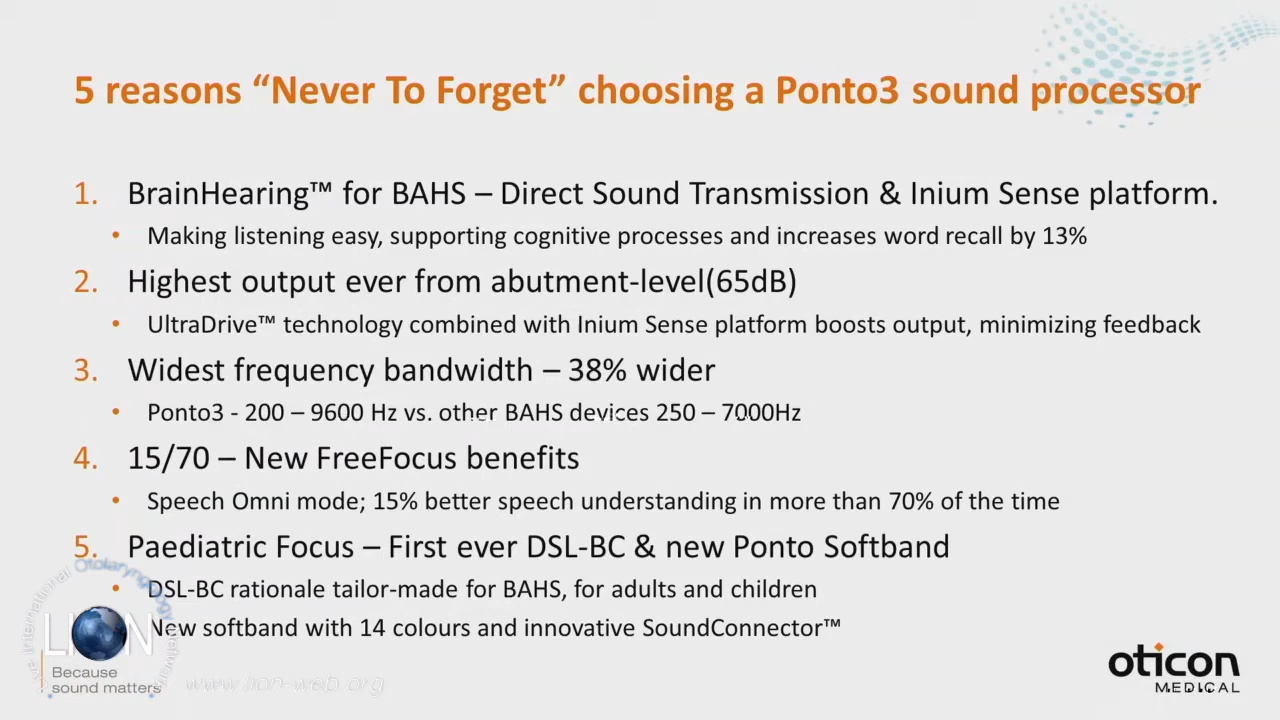 5 reasons “Never To Forget” choosing a Ponto3 sound processor
1. BrainHearing™ for BAHS – Direct Sound Transmission & Inium Sense platform.
• Making listening easy, supporting cognitive processes and increases word recall by 13%
2. Highest output ever from abutment-level(65dB)
• UltraDrive™ technology combined with Inium Sense platform boosts output, minimizing feedback
3. Widest frequency bandwidth – 38% wider
• Ponto3 - 200 – 9600 Hz vs. other BAHS devices 250 – 7000Hz
4. 15/70 – New FreeFocus benefits
• Speech Omni mode; 15% better speech understanding in more than 70% of the time
5. Paediatric Focus – First ever DSL-BC & new Ponto Softband
• DSL-BC rationale tailor-made for BAHS, for adults and children
New softband with 14 colours and innovative SoundConnector™
International Otolaryngology
LION
Because
sound matters
www.lion-web.org
oticon
MEDICAL